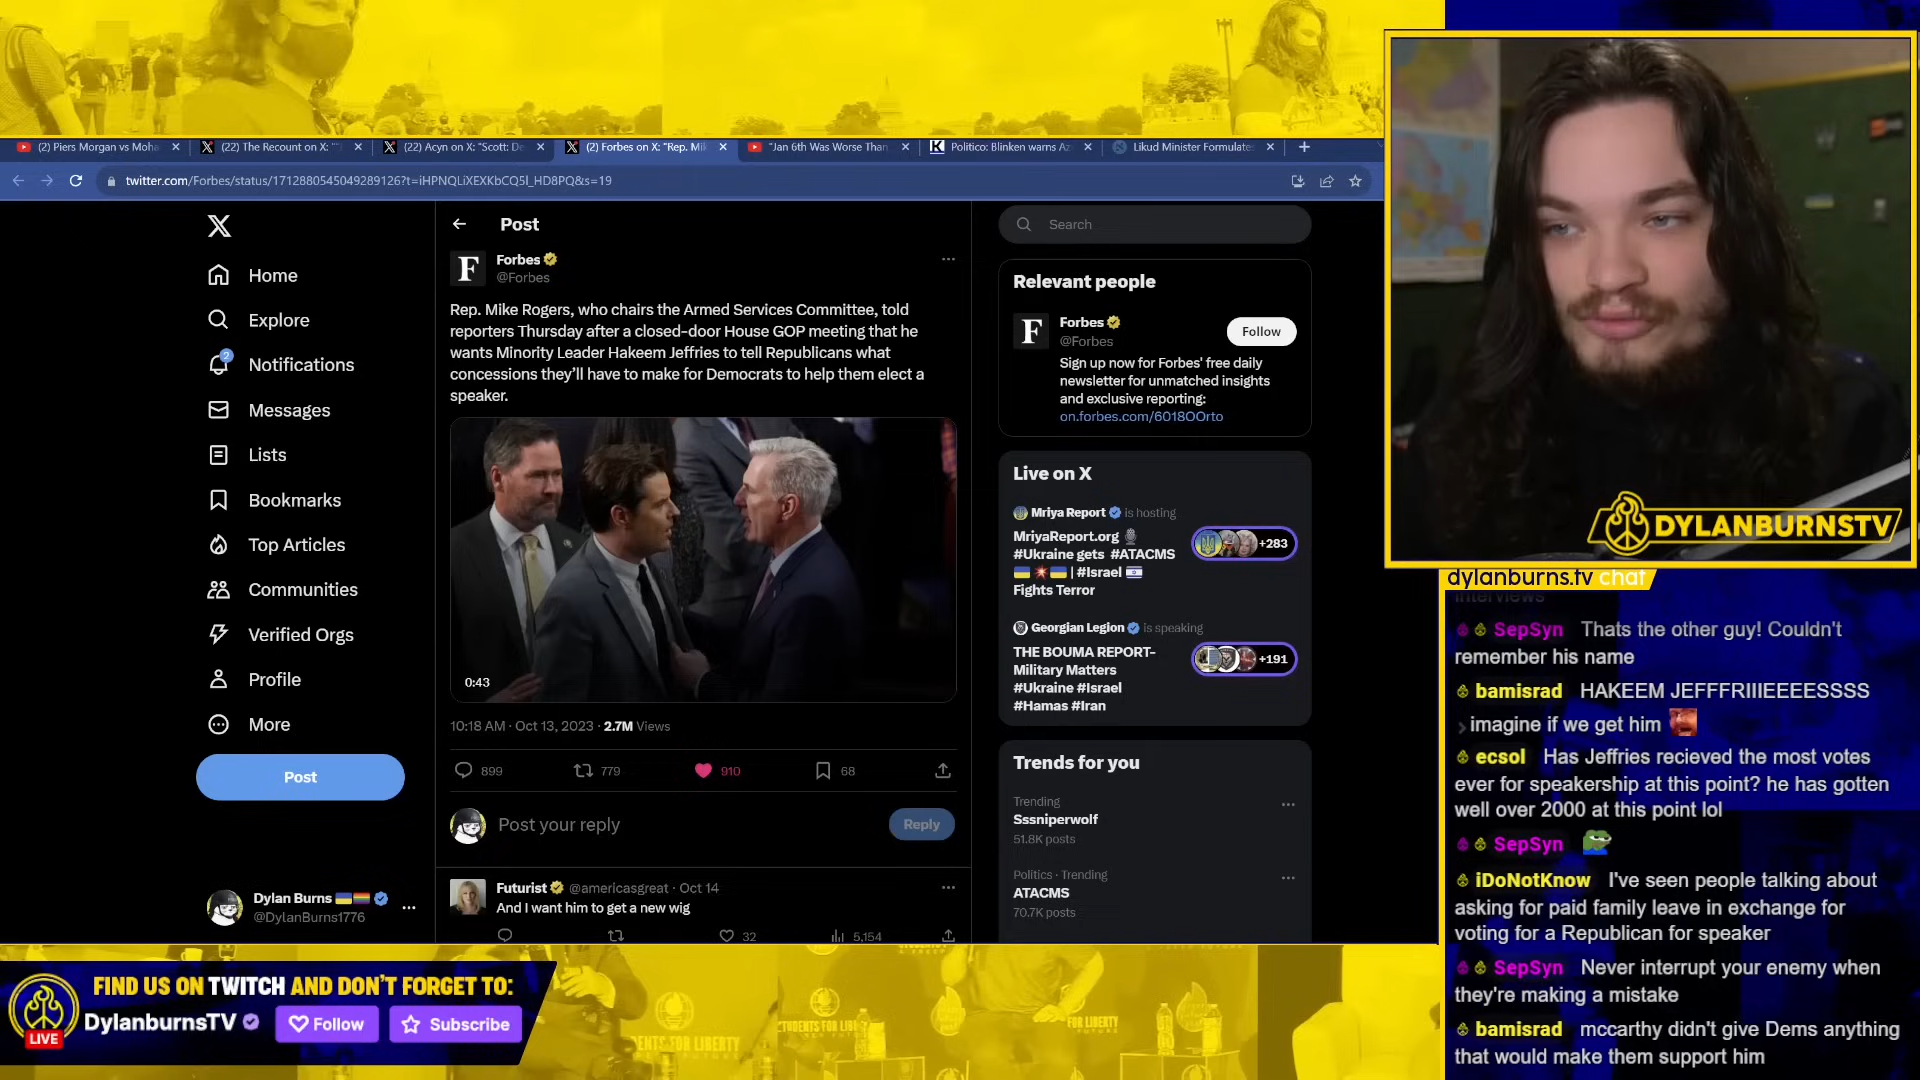 (2) Piers Morgan vs Moha
(22) The Recount on X: "
(22) Acyn on X: "Scott: De
(2) Forbes on X: "Rep. Mi
"Jan 6th Was Worse Than
Politico: Blinken warns Az
Likud Minister Formulate
twitter.com/Forbes/status/1712880545049289126?t=iHPNQLiXEXKbCQ5l_HD8PQ&s=19
Home
Explore
2
Notifications
Messages
Lists
Bookmarks
Top Articles
Communities
Verified Orgs
Profile
More
Post
Dylan Burns
@DylanBurns1776
Post
Forbes
@Forbes
Rep. Mike Rogers, who chairs the Armed Services Committee, told
reporters Thursday after a closed-door House GOP meeting that he
wants Minority Leader Hakeem Jeffries to tell Republicans what
concessions they'll have to make for Democrats to help them elect a
speaker.
0:43
10:18 AM · Oct 13, 2023 · 2.7M Views
899
779
910
68
Post your reply
Reply
Futurist @americasgreat · Oct 14
And I want him to get a new wig
32
5,154
Search
Relevant people
Forbes
@Forbes
Follow
Sign up now for Forbes' free daily
newsletter for unmatched insights
and exclusive reporting:
on.forbes.com/6018OOrto
Live on X
Mriya Report is hosting
MriyaReport.org
#Ukraine gets #ATACMS
| #Israel
Fights Terror
+283
Georgian Legion is speaking
THE BOUMA REPORT-
Military Matters
#Ukraine #Israel
#Hamas #Iran
+191
Trends for you
Trending
Sssniperwolf
51.8K posts
Politics · Trending
ATACMS
70.7K posts
DYLANBURNSTV
dylanburns.tv chat
interviews
SepSyn Thats the other guy! Couldn't
remember his name
bamisrad HAKEEM JEFFFRIIIEEEESSSS
imagine if we get him
ecsol Has Jeffries recieved the most votes
ever for speakership at this point? he has gotten
well over 2000 at this point lol
SepSyn
iDoNotKnow I've seen people talking about
asking for paid family leave in exchange for
voting for a Republican for speaker
SepSyn Never interrupt your enemy when
they're making a mistake
bamisrad mccarthy didn't give Dems anything
that would make them support him
FIND US ON TWITCH AND DON'T FORGET TO:
DylanburnsTV
Follow
Subscribe
LIVE
DENTS FOR LIBERTY
TUDENTS FOR LIB
FOR LIBERTY